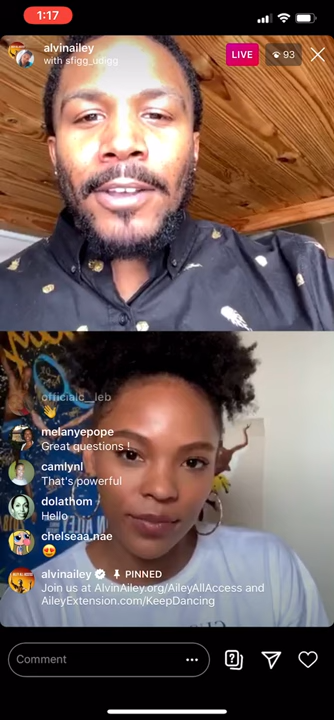 1:17
alvinailey
with sfigg_udigg
LIVE
93
officialc__leb
melanyepope
Great questions !
camlynl
That's powerful
dolathom
Hello
chelseaa.nae
alvinailey PINNED
Join us at AlvinAiley.org/AileyAllAccess and
AileyExtension.com/KeepDancing
Comment